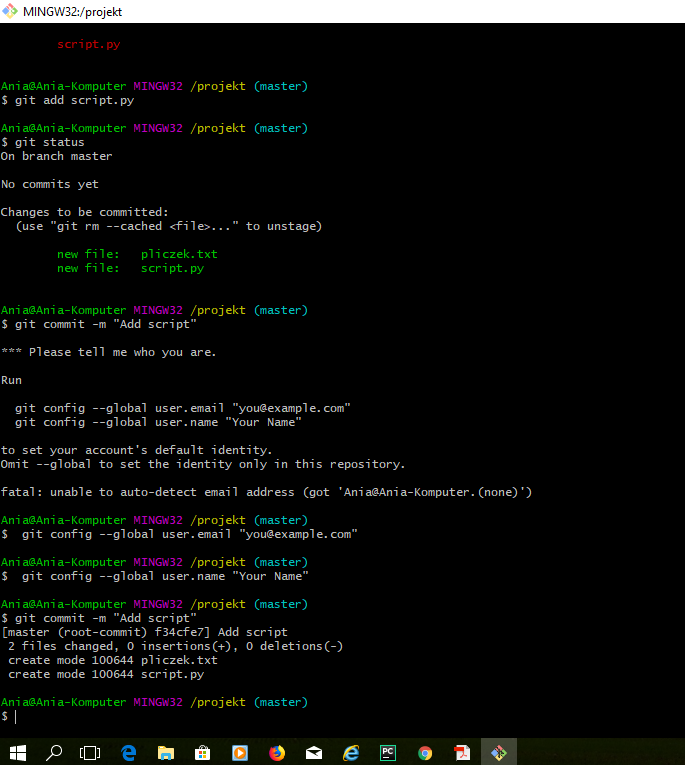 MINGW32:/projekt
script.py
Ania@Ania-Komputer MINGW32 /projekt (master)
$ git add script.py
Ania@Ania-Komputer MINGW32 /projekt (master)
$ git status
On branch master
No commits yet
Changes to be committed:
(use "git rm --cached <file>..." to unstage)
new file:   pliczek.txt
new file:   script.py
Ania@Ania-Komputer MINGW32 /projekt (master)
$ git commit -m "Add script"
*** Please tell me who you are.
Run
git config --global user.email "you@example.com"
git config --global user.name "Your Name"
to set your account's default identity.
Omit --global to set the identity only in this repository.
fatal: unable to auto-detect email address (got 'Ania@Ania-Komputer.(none)')
Ania@Ania-Komputer MINGW32 /projekt (master)
$  git config --global user.email "you@example.com"
Ania@Ania-Komputer MINGW32 /projekt (master)
$  git config --global user.name "Your Name"
Ania@Ania-Komputer MINGW32 /projekt (master)
$ git commit -m "Add script"
[master (root-commit) f34cfe7] Add script
2 files changed, 0 insertions(+), 0 deletions(-)
create mode 100644 pliczek.txt
create mode 100644 script.py
Ania@Ania-Komputer MINGW32 /projekt (master)
$
PC